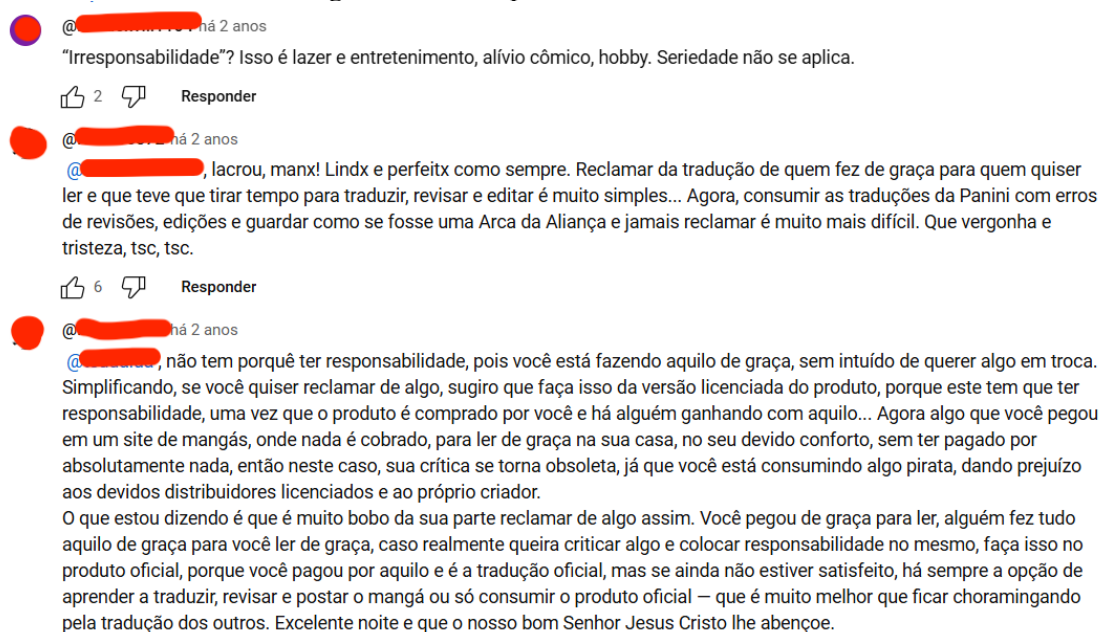 @ há 2 anos
“Irresponsabilidade”? Isso é lazer e entretenimento, alívio cômico, hobby. Seriedade não se aplica.
2 Responder
@ há 2 anos
@ , lacrou, manx! Lindx e perfeitx como sempre. Reclamar da tradução de quem fez de graça para quem quiser
ler e que teve que tirar tempo para traduzir, revisar e editar é muito simples... Agora, consumir as traduções da Panini com erros
de revisões, edições e guardar como se fosse uma Arca da Aliança e jamais reclamar é muito mais difícil. Que vergonha e
tristeza, tsc, tsc.
6 Responder
@ há 2 anos
@ , não tem porquê ter responsabilidade, pois você está fazendo aquilo de graça, sem intuído de querer algo em troca.
Simplificando, se você quiser reclamar de algo, sugiro que faça isso da versão licenciada do produto, porque este tem que ter
responsabilidade, uma vez que o produto é comprado por você e há alguém ganhando com aquilo... Agora algo que você pegou
em um site de mangás, onde nada é cobrado, para ler de graça na sua casa, no seu devido conforto, sem ter pagado por
absolutamente nada, então neste caso, sua crítica se torna obsoleta, já que você está consumindo algo pirata, dando prejuízo
aos devidos distribuidores licenciados e ao próprio criador.
O que estou dizendo é que é muito bobo da sua parte reclamar de algo assim. Você pegou de graça para ler, alguém fez tudo
aquilo de graça para você ler de graça, caso realmente queira criticar algo e colocar responsabilidade no mesmo, faça isso no
produto oficial, porque você pagou por aquilo e é a tradução oficial, mas se ainda não estiver satisfeito, há sempre a opção de
aprender a traduzir, revisar e postar o mangá ou só consumir o produto oficial — que é muito melhor que ficar choramingando
pela tradução dos outros. Excelente noite e que o nosso bom Senhor Jesus Cristo lhe abençoe.